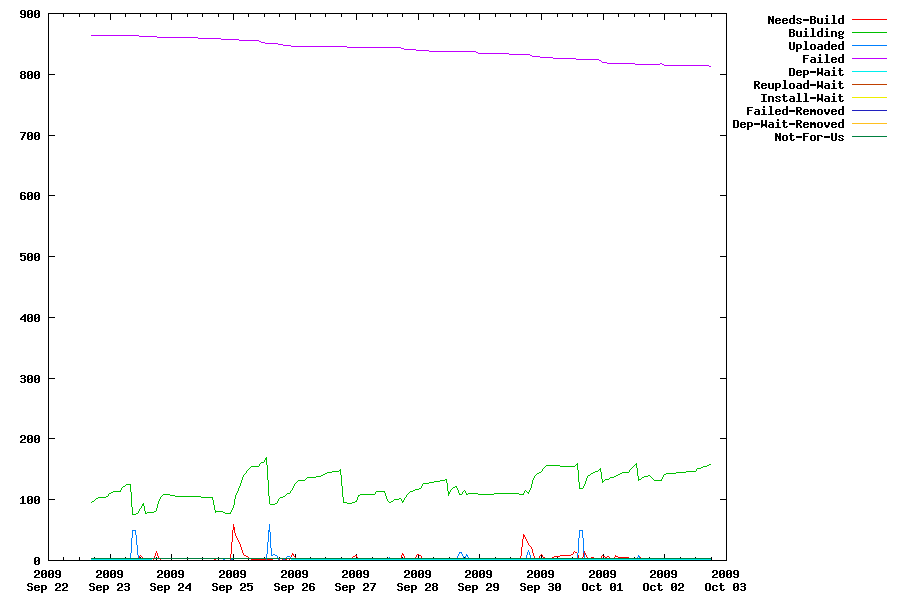 900
800
700
600
500
400
300
200
100
0
2009 2009 2009 2009 2009 2009 2009 2009 2009 2009 2009 2009
Sep 22 Sep 23 Sep 24 Sep 25 Sep 26 Sep 27 Sep 28 Sep 29 Sep 30 Oct 01 Oct 02 Oct 03
Needs-Build
Building
Uploaded
Failed
Dep-Wait
Reupload-Wait
Install-Wait
Failed-Removed
Dep-Wait-Removed
Not-For-Us